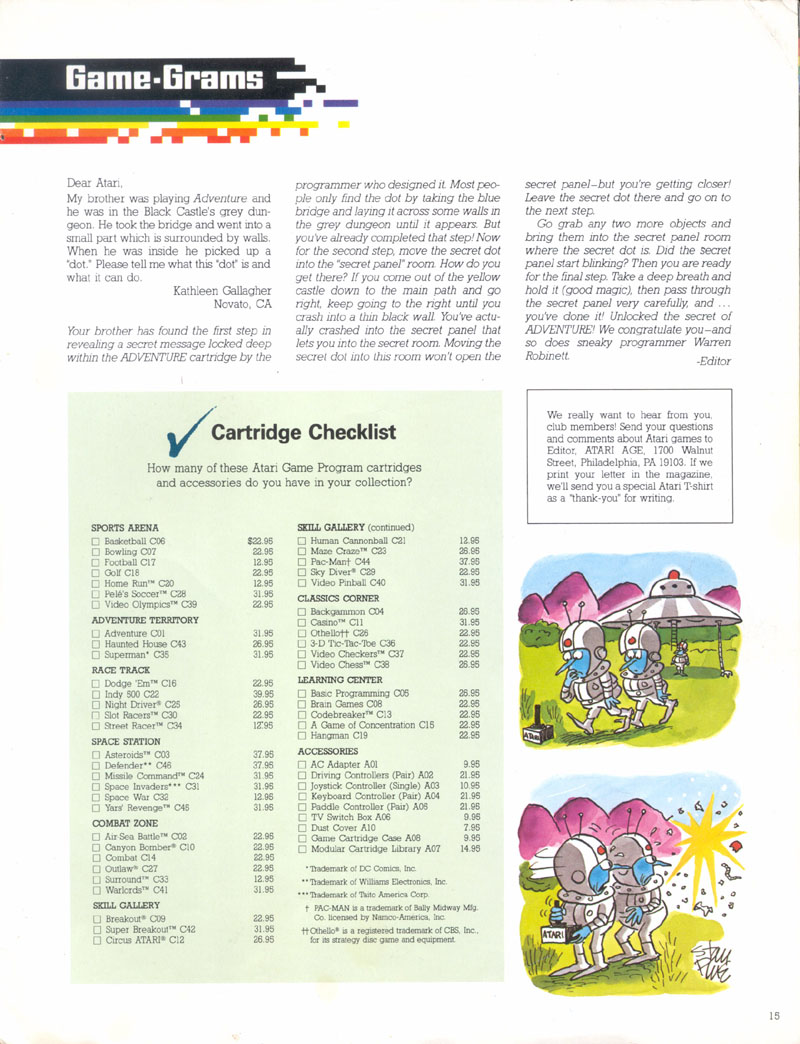 Game-Grams
Dear Atari,
My brother was playing Adventure and
he was in the Black Castle's grey dun-
geon. He took the bridge and went into a
small part which is surrounded by walls.
When he was inside he picked up a
"dot." Please tell me what this "dot" is and
what it can do.
Kathleen Gallagher
Novato, CA
Your brother has found the first step in
revealing a secret message locked deep
within the ADVENTURE cartridge by the
programmer who designed it. Most peo-
ple only find the dot by taking the blue
bridge and laying it across some walls in
the grey dungeon until it appears. But
you've already completed that step! Now
for the second step, move the secret dot
into the "secret panel" room. How do you
get there? If you come out of the yellow
castle down to the main path and go
right, keep going to the right until you
crash into a thin black wall. You've actu-
ally crashed into the secret panel that
lets you into the secret room. Moving the
secret dot into this room won't open the
secret panel—but you're getting closer!
Leave the secret dot there and go on to
the next step.
Go grab any two more objects and
bring them into the secret panel room
where the secret dot is. Did the secret
panel start blinking? Then you are ready
for the final step. Take a deep breath and
hold it (good magic), then pass through
the secret panel very carefully, and ...
you've done it! Unlocked the secret of
ADVENTURE! We congratulate you—and
so does sneaky programmer Warren
Robinett.
-Editor
We really want to hear from you,
club members! Send your questions
and comments about Atari games to
Editor, ATARI AGE, 1700 Walnut
Street, Philadelphia, PA 19103. If we
print your letter in the magazine,
we'll send you a special Atari T-shirt
as a "thank-you" for writing.
Cartridge Checklist
How many of these Atari Game Program cartridges
and accessories do you have in your collection?
SPORTS ARENA
Basketball C06 $22.95
Bowling C07 22.95
Football C17 12.95
Golf C18 22.95
Home Run™ C20 12.95
Pelé's Soccer™ C28 31.95
Video Olympics™ C39 22.95
ADVENTURE TERRITORY
Adventure C01 31.95
Haunted House C43 26.95
Superman* C35 31.95
RACE TRACK
Dodge 'Em™ C16 22.95
Indy 500 C22 39.95
Night Driver® C25 26.95
Slot Racers™ C30 22.95
Street Racer™ C34 12.95
SPACE STATION
Asteroids™ C03 37.95
Defender** C46 37.95
Missile Command™ C24 31.95
Space Invaders*** C31 31.95
Space War C32 12.95
Yars' Revenge™ C45 31.95
COMBAT ZONE
Air-Sea Battle™ C02 22.95
Canyon Bomber® C10 22.95
Combat C14 22.95
Outlaw® C27 22.95
Surround™ C33 12.95
Warlords™ C41 31.95
SKILL GALLERY
Breakout® C09 22.95
Super Breakout™ C42 31.95
Circus ATARI® C12 26.95
SKILL GALLERY (continued)
Human Cannonball C21 12.95
Maze Craze™ C23 26.95
Pac-Man† C44 37.95
Sky Diver® C29 22.95
Video Pinball C40 31.95
CLASSICS CORNER
Backgammon C04 26.95
Casino™ C11 31.95
Othello†† C26 22.95
3-D Tic-Tac-Toe C36 22.95
Video Checkers™ C37 22.95
Video Chess™ C38 26.95
LEARNING CENTER
Basic Programming C05 26.95
Brain Games C08 22.95
Codebreaker™ C13 22.95
A Game of Concentration C15 22.95
Hangman C19 22.95
ACCESSORIES
AC Adapter A01 9.95
Driving Controllers (Pair) A02 21.95
Joystick Controller (Single) A03 10.95
Keyboard Controller (Pair) A04 21.95
Paddle Controller (Pair) A05 21.95
TV Switch Box A06 9.95
Dust Cover A10 7.95
Game Cartridge Case A08 9.95
Modular Cartridge Library A07 14.95
* Trademark of DC Comics, Inc.
** Trademark of Williams Electronics, Inc.
*** Trademark of Taito America Corp.
† PAC-MAN is a trademark of Bally Midway Mfg.
Co. licensed by Namco-America, Inc.
†† Othello® is a registered trademark of CBS, Inc.,
for its strategy disc game and equipment.
ATARI
ATARI
15